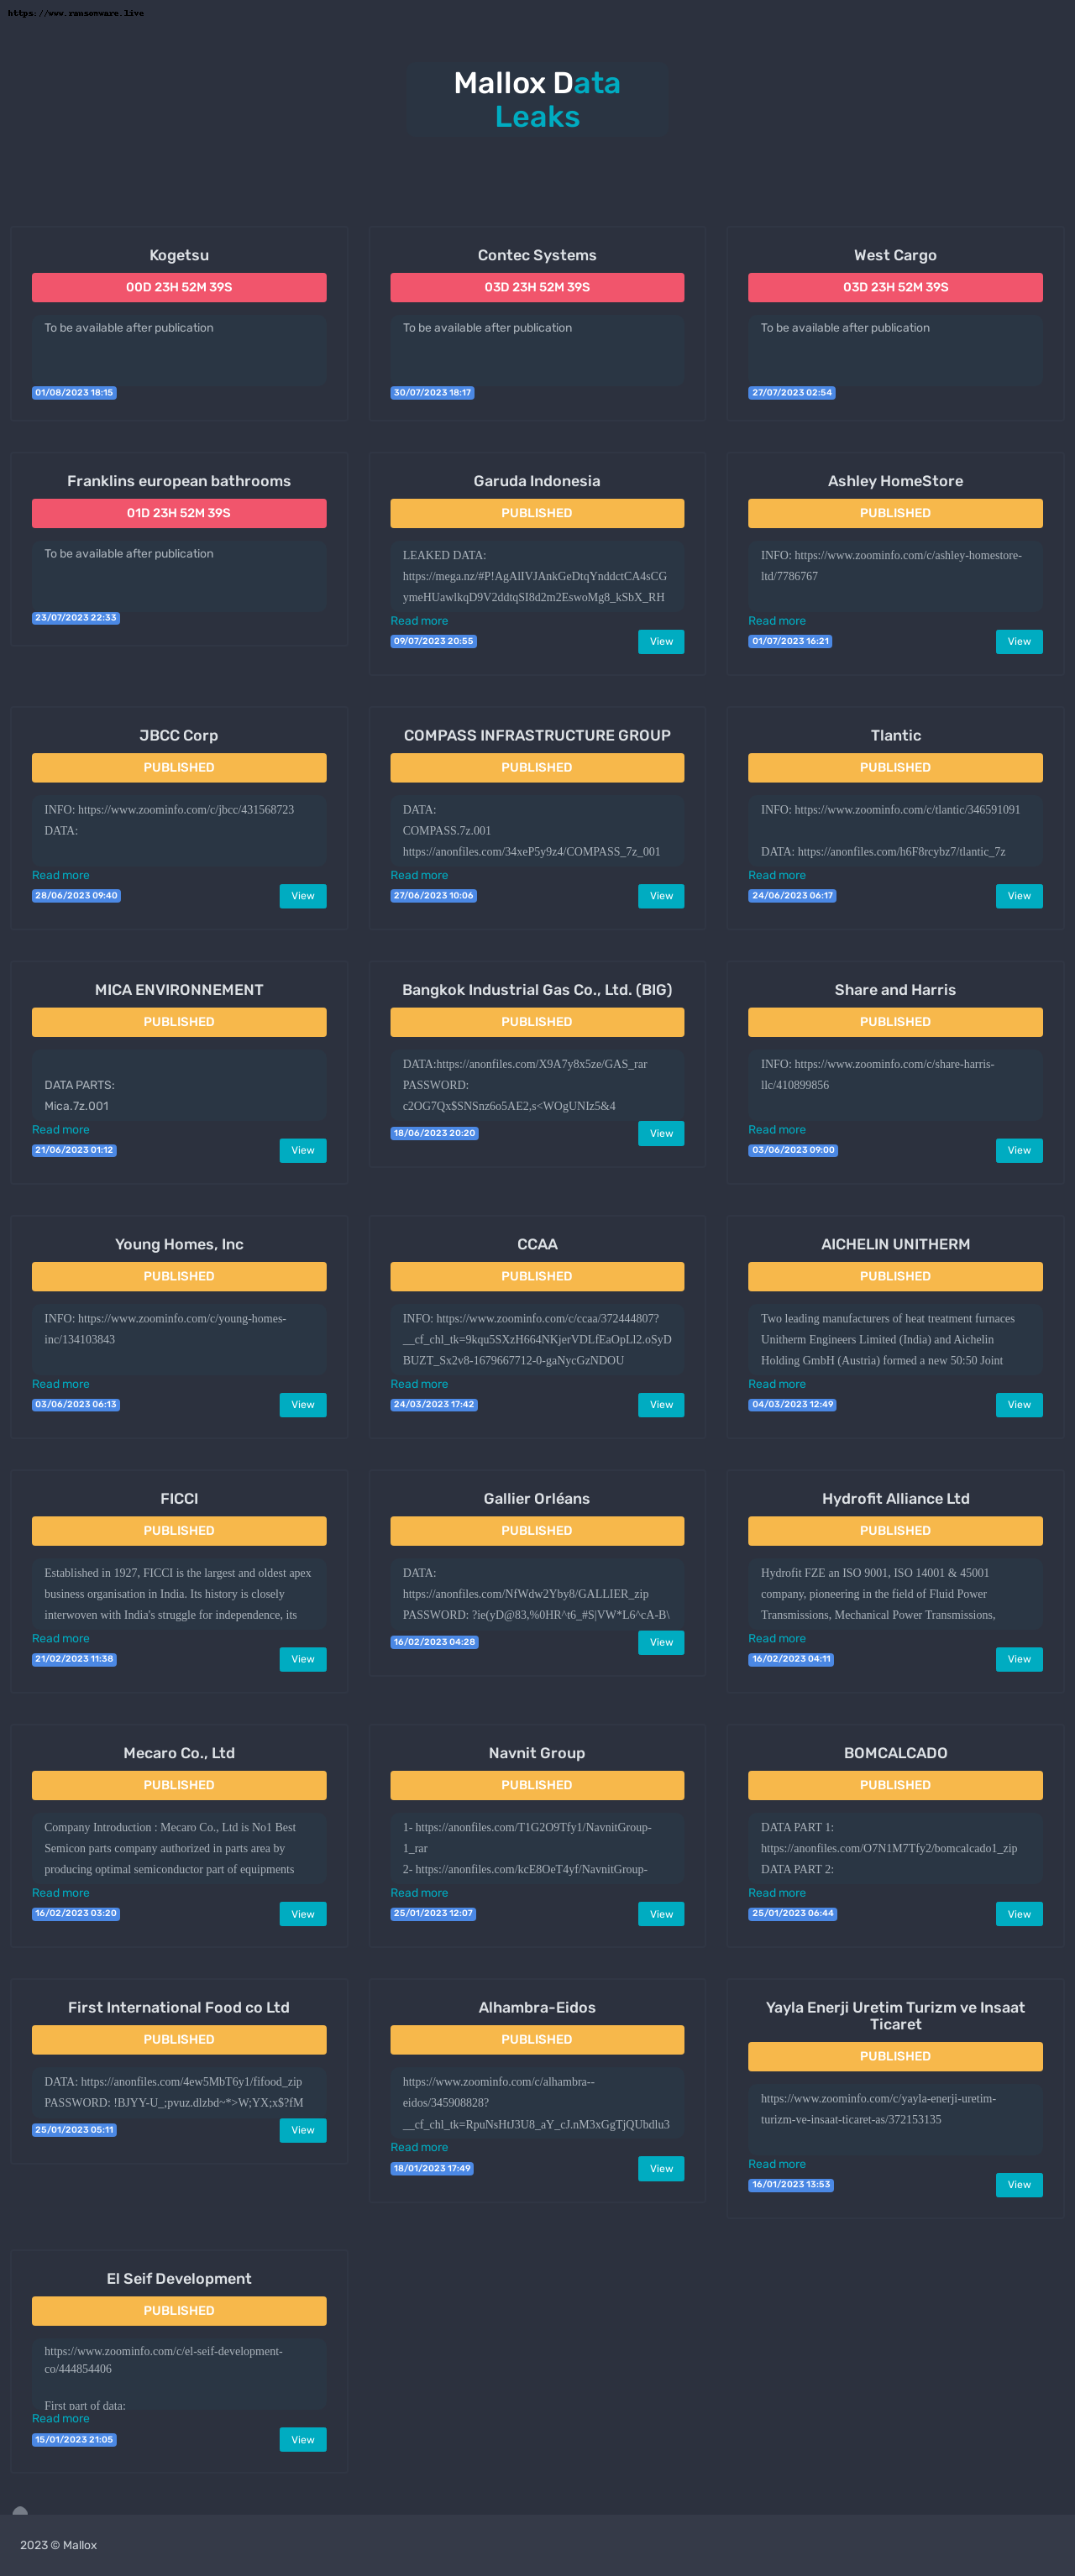 https://www.ransomware.live
Mallox Data
Leaks
Kogetsu
00D 23H 52M 39S
To be available after publication
01/08/2023 18:15
Contec Systems
03D 23H 52M 39S
To be available after publication
30/07/2023 18:17
West Cargo
03D 23H 52M 39S
To be available after publication
27/07/2023 02:54
Franklins european bathrooms
01D 23H 52M 39S
To be available after publication
23/07/2023 22:33
Garuda Indonesia
PUBLISHED
LEAKED DATA:
https://mega.nz/#P!AgAlIVJAnkGeDtqYnddctCA4sCG
ymeHUawlkqD9V2ddtqSI8d2m2EswoMg8_kSbX_RH
Read more
09/07/2023 20:55
View
Ashley HomeStore
PUBLISHED
INFO: https://www.zoominfo.com/c/ashley-homestore-
ltd/7786767
Read more
01/07/2023 16:21
View
JBCC Corp
PUBLISHED
INFO: https://www.zoominfo.com/c/jbcc/431568723
DATA:
Read more
28/06/2023 09:40
View
COMPASS INFRASTRUCTURE GROUP
PUBLISHED
DATA:
COMPASS.7z.001
https://anonfiles.com/34xeP5y9z4/COMPASS_7z_001
Read more
27/06/2023 10:06
View
Tlantic
PUBLISHED
INFO: https://www.zoominfo.com/c/tlantic/346591091
DATA: https://anonfiles.com/h6F8rcybz7/tlantic_7z
Read more
24/06/2023 06:17
View
MICA ENVIRONNEMENT
PUBLISHED
DATA PARTS:
Mica.7z.001
Read more
21/06/2023 01:12
View
Bangkok Industrial Gas Co., Ltd. (BIG)
PUBLISHED
DATA:https://anonfiles.com/X9A7y8x5ze/GAS_rar
PASSWORD:
c2OG7Qx$SNSnz6o5AE2,s<WOgUNIz5&4
18/06/2023 20:20
View
Share and Harris
PUBLISHED
INFO: https://www.zoominfo.com/c/share-harris-
llc/410899856
Read more
03/06/2023 09:00
View
Young Homes, Inc
PUBLISHED
INFO: https://www.zoominfo.com/c/young-homes-
inc/134103843
Read more
03/06/2023 06:13
View
CCAA
PUBLISHED
INFO: https://www.zoominfo.com/c/ccaa/372444807?
__cf_chl_tk=9kqu5SXzH664NKjerVDLfEaOpLl2.oSyD
BUZT_Sx2v8-1679667712-0-gaNycGzNDOU
Read more
24/03/2023 17:42
View
AICHELIN UNITHERM
PUBLISHED
Two leading manufacturers of heat treatment furnaces
Unitherm Engineers Limited (India) and Aichelin
Holding GmbH (Austria) formed a new 50:50 Joint
Read more
04/03/2023 12:49
View
FICCI
PUBLISHED
Established in 1927, FICCI is the largest and oldest apex
business organisation in India. Its history is closely
interwoven with India's struggle for independence, its
Read more
21/02/2023 11:38
View
Gallier Orléans
PUBLISHED
DATA:
https://anonfiles.com/NfWdw2Yby8/GALLIER_zip
PASSWORD: ?ie(yD@83,%0HR^t6_#S|VW*L6^cA-B\
16/02/2023 04:28
View
Hydrofit Alliance Ltd
PUBLISHED
Hydrofit FZE an ISO 9001, ISO 14001 & 45001
company, pioneering in the field of Fluid Power
Transmissions, Mechanical Power Transmissions,
Read more
16/02/2023 04:11
View
Mecaro Co., Ltd
PUBLISHED
Company Introduction : Mecaro Co., Ltd is No1 Best
Semicon parts company authorized in parts area by
producing optimal semiconductor part of equipments
Read more
16/02/2023 03:20
View
Navnit Group
PUBLISHED
1- https://anonfiles.com/T1G2O9Tfy1/NavnitGroup-
1_rar
2- https://anonfiles.com/kcE8OeT4yf/NavnitGroup-
Read more
25/01/2023 12:07
View
BOMCALCADO
PUBLISHED
DATA PART 1:
https://anonfiles.com/O7N1M7Tfy2/bomcalcado1_zip
DATA PART 2:
Read more
25/01/2023 06:44
View
First International Food co Ltd
PUBLISHED
DATA: https://anonfiles.com/4ew5MbT6y1/fifood_zip
PASSWORD: !BJYY-U_;pvuz.dlzbd~*>W;YX;x$?fM
25/01/2023 05:11
View
Alhambra-Eidos
PUBLISHED
https://www.zoominfo.com/c/alhambra--
eidos/345908828?
__cf_chl_tk=RpuNsHtJ3U8_aY_cJ.nM3xGgTjQUbdlu3
Read more
18/01/2023 17:49
View
Yayla Enerji Uretim Turizm ve Insaat
Ticaret
PUBLISHED
https://www.zoominfo.com/c/yayla-enerji-uretim-
turizm-ve-insaat-ticaret-as/372153135
Read more
16/01/2023 13:53
View
El Seif Development
PUBLISHED
https://www.zoominfo.com/c/el-seif-development-
co/444854406
First part of data:
Read more
15/01/2023 21:05
View
2023 © Mallox